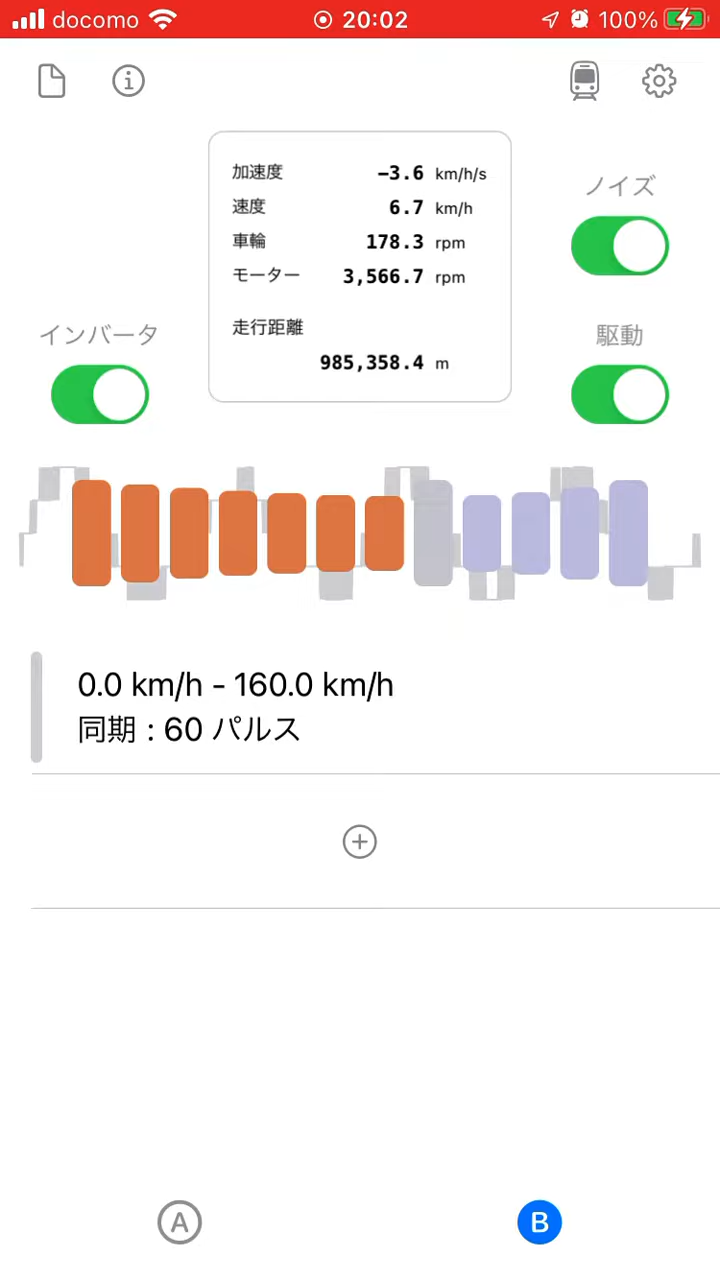 docomo 20:02 100%
加速度 −3.6 km/h/s
速度 6.7 km/h
車輪 178.3 rpm
モーター 3,566.7 rpm
走行距離
985,358.4 m
ノイズ
インバータ
駆動
0.0 km/h - 160.0 km/h
同期 : 60 パルス
A B